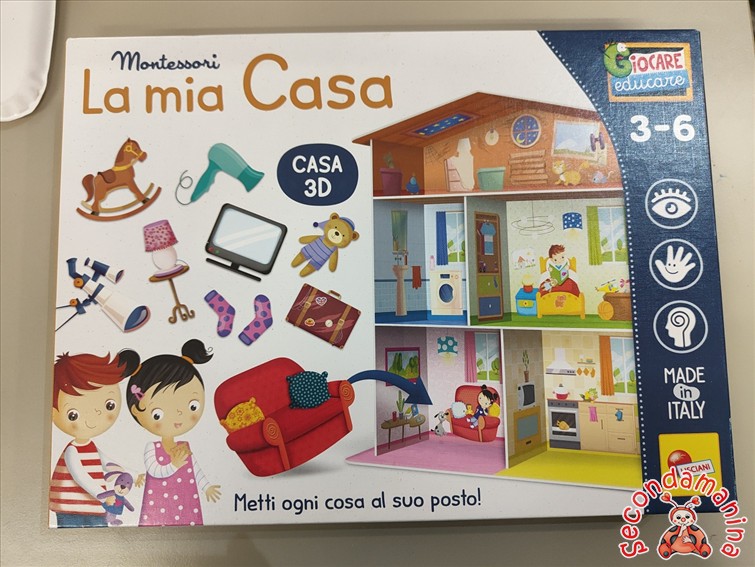 Montessori
La mia Casa
CASA
3D
GIOCARE
educare
3-6
MADE
in
ITALY
LISCIANI
Metti ogni cosa al suo posto!
secondamanina